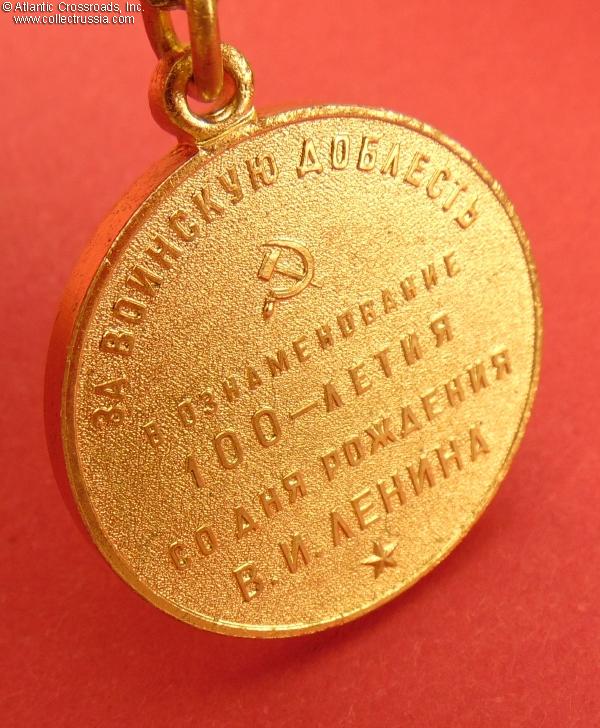 © Atlantic Crossroads, Inc.
www.collectrussia.com
ЗА ВОИНСКУЮ ДОБЛЕСТЬ
В ОЗНАМЕНОВАНИЕ
100-ЛЕТИЯ
СО ДНЯ РОЖДЕНИЯ
В.И.ЛЕНИНА